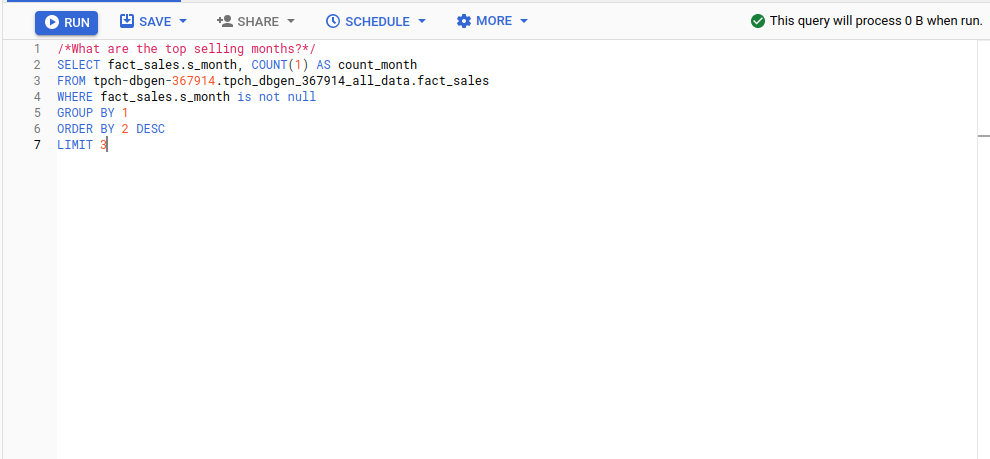 RUN SAVE SHARE SCHEDULE MORE This query will process 0 B when run.
1 /*What are the top selling months?*/
2 SELECT fact_sales.s_month, COUNT(1) AS count_month
3 FROM tpch-dbgen-367914.tpch_dbgen_367914_all_data.fact_sales
4 WHERE fact_sales.s_month is not null
5 GROUP BY 1
6 ORDER BY 2 DESC
7 LIMIT 3